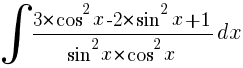 ∫ (3×cos²x-2×sin²x+1)/(sin²x×cos²x) dx